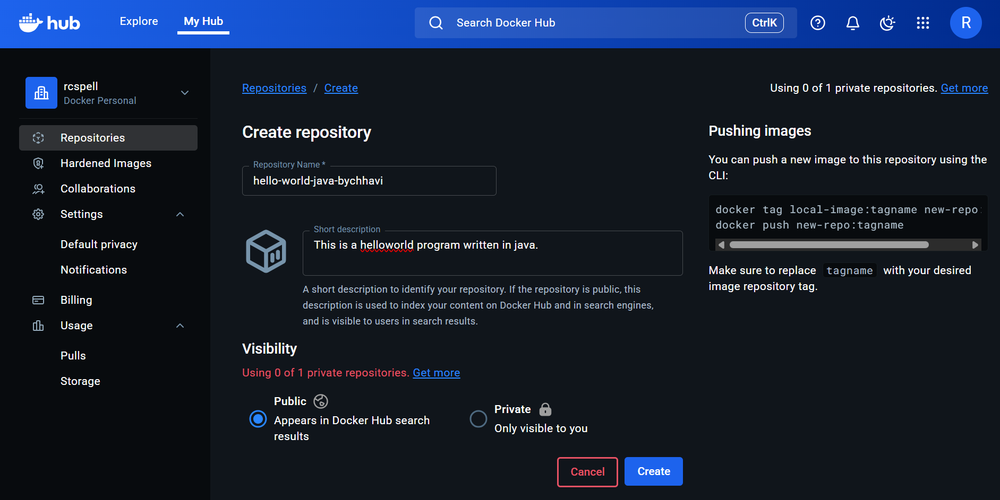 hub
Explore
My Hub
Search Docker Hub
CtrlK
R
rcspell
Docker Personal
Repositories
Hardened Images
Collaborations
Settings
Default privacy
Notifications
Billing
Usage
Pulls
Storage
Repositories / Create
Using 0 of 1 private repositories. Get more
Create repository
Repository Name *
hello-world-java-bychhavi
Short description
This is a helloworld program written in java.
A short description to identify your repository. If the repository is public, this
description is used to index your content on Docker Hub and in search engines,
and is visible to users in search results.
Visibility
Using 0 of 1 private repositories. Get more
Public
Appears in Docker Hub search
results
Private
Only visible to you
Cancel
Create
Pushing images
You can push a new image to this repository using the
CLI:
docker tag local-image:tagname new-repo:
docker push new-repo:tagname
Make sure to replace tagname with your desired
image repository tag.